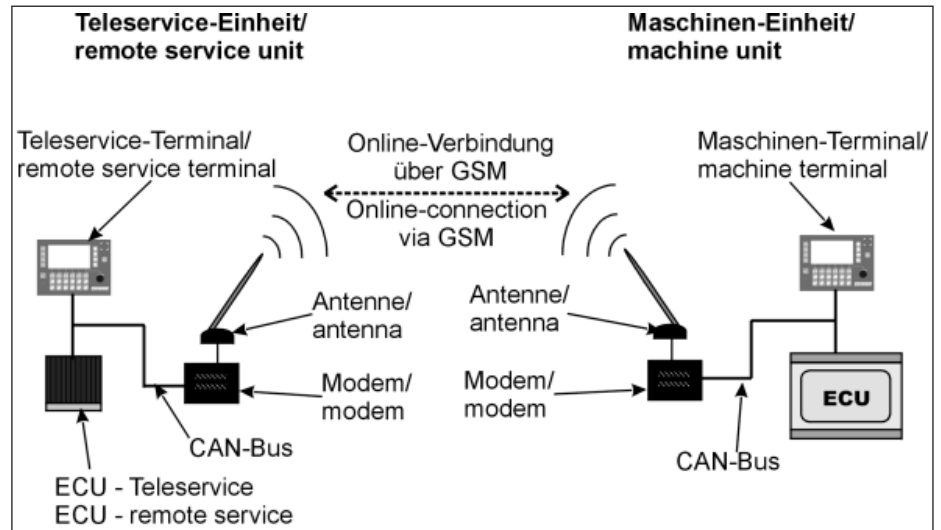 Teleservice-Einheit/
remote service unit
Maschinen-Einheit/
machine unit
Teleservice-Terminal/
remote service terminal
Online-Verbindung
über GSM
Online-connection
via GSM
Maschinen-Terminal/
machine terminal
Antenne/
antenna
Antenne/
antenna
Modem/
modem
Modem/
modem
ECU
CAN-Bus
CAN-Bus
ECU - Teleservice
ECU - remote service